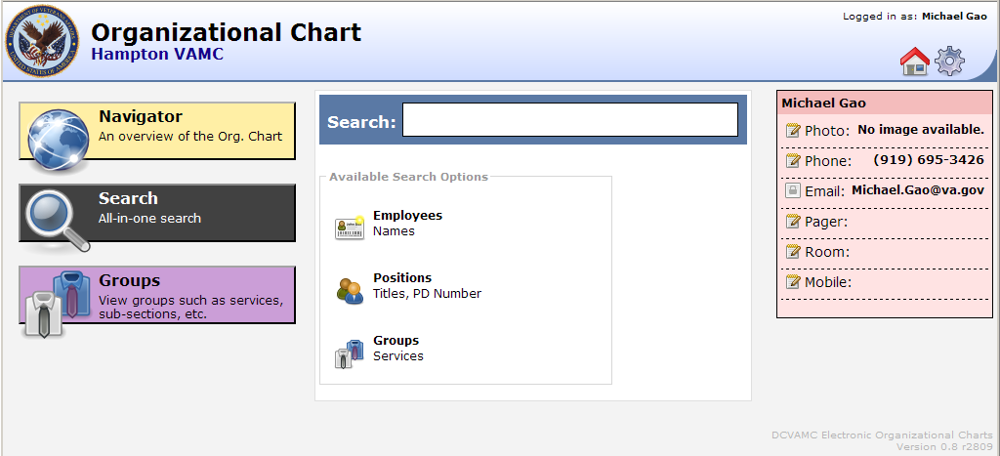 Logged in as: Michael Gao
Organizational Chart
Hampton VAMC
Navigator
An overview of the Org. Chart
Search
All-in-one search
Groups
View groups such as services,
sub-sections, etc.
Search:
Available Search Options
Employees
Names
Positions
Titles, PD Number
Groups
Services
Michael Gao
Photo: No image available.
Phone: (919) 695-3426
Email: Michael.Gao@va.gov
Pager:
Room:
Mobile:
DCVAMC Electronic Organizational Charts
Version 0.8 r2809